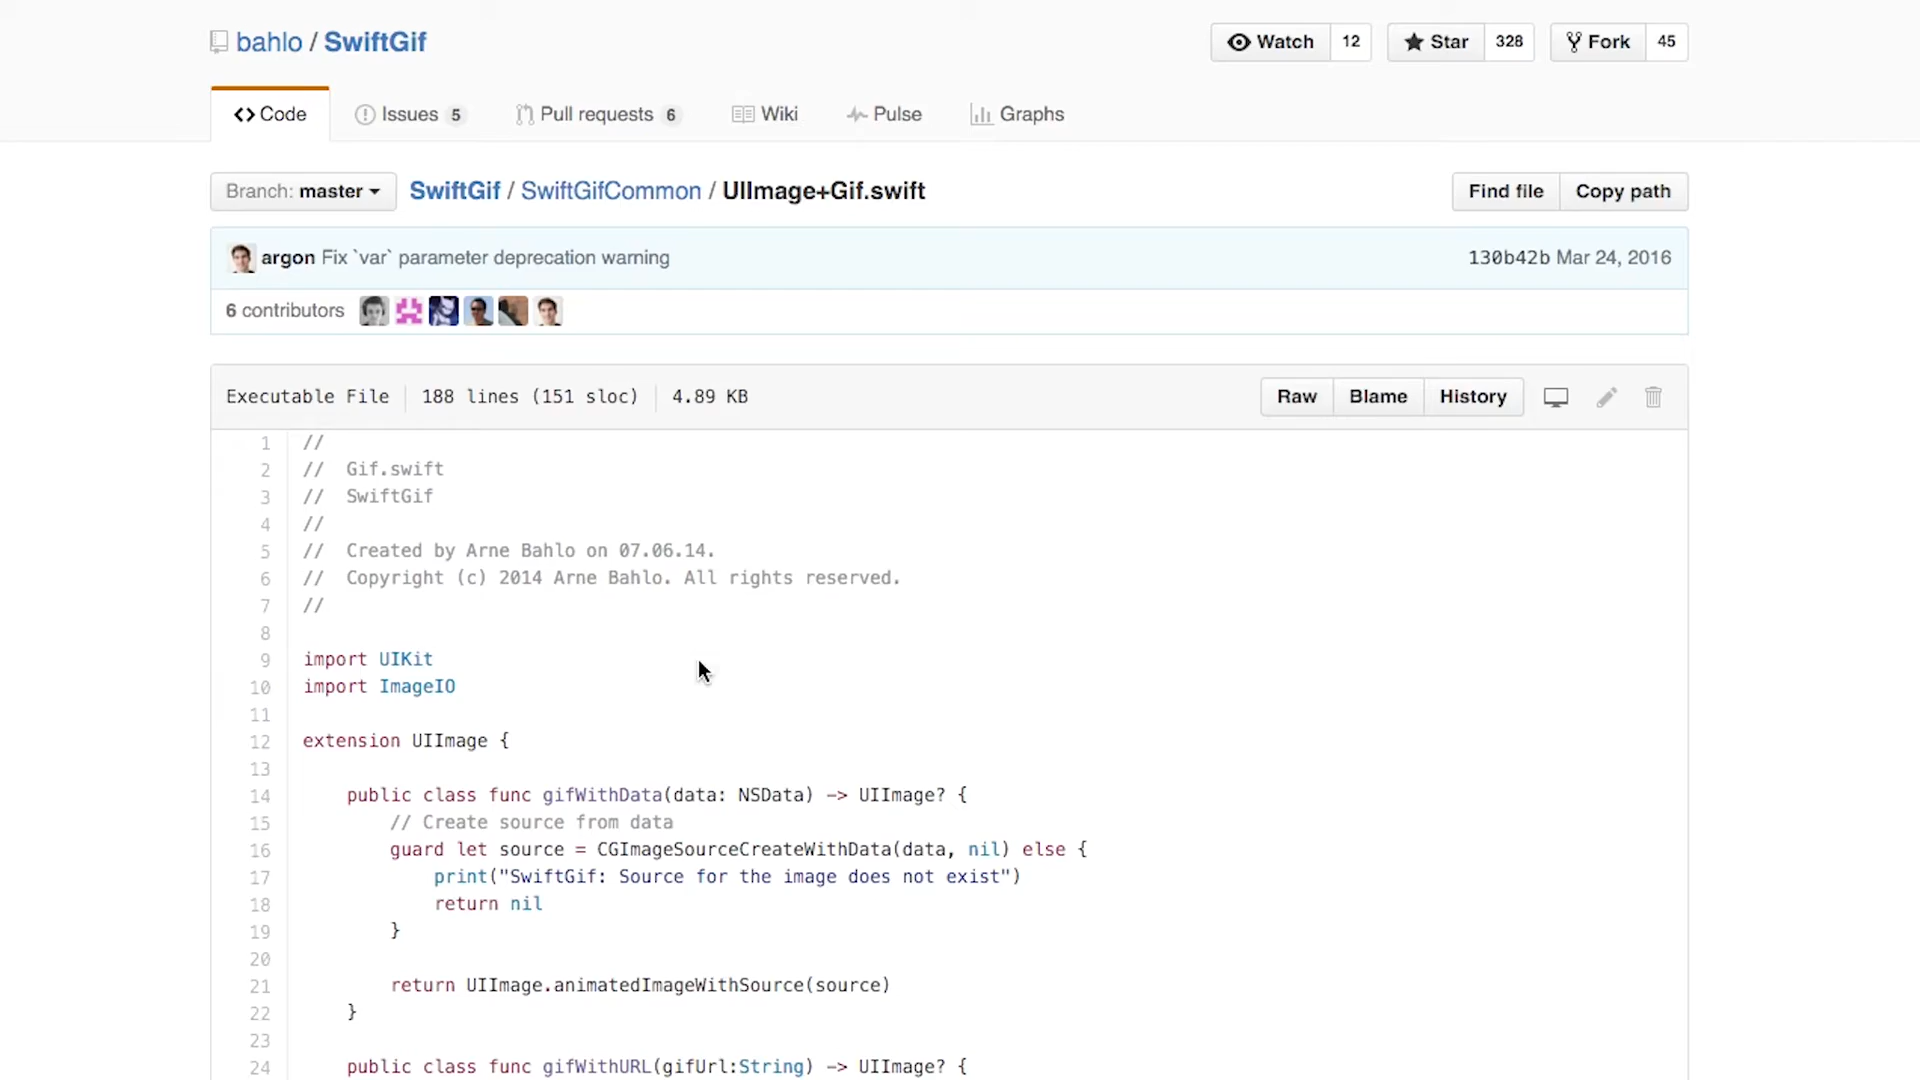 bahlo / SwiftGif
Watch 12 Star 328 Fork 45
Code Issues 5 Pull requests 6 Wiki Pulse Graphs
Branch: master SwiftGif / SwiftGifCommon / UIImage+Gif.swift Find file Copy path
argon Fix `var` parameter deprecation warning 130b42b Mar 24, 2016
6 contributors
Executable File 188 lines (151 sloc) 4.89 KB Raw Blame History
1 //
2 //  Gif.swift
3 //  SwiftGif
4 //
5 //  Created by Arne Bahlo on 07.06.14.
6 //  Copyright (c) 2014 Arne Bahlo. All rights reserved.
7 //
8
9 import UIKit
10 import ImageIO
11
12 extension UIImage {
13
14     public class func gifWithData(data: NSData) -> UIImage? {
15         // Create source from data
16         guard let source = CGImageSourceCreateWithData(data, nil) else {
17             print("SwiftGif: Source for the image does not exist")
18             return nil
19         }
20
21         return UIImage.animatedImageWithSource(source)
22     }
23
24     public class func gifWithURL(gifUrl:String) -> UIImage? {